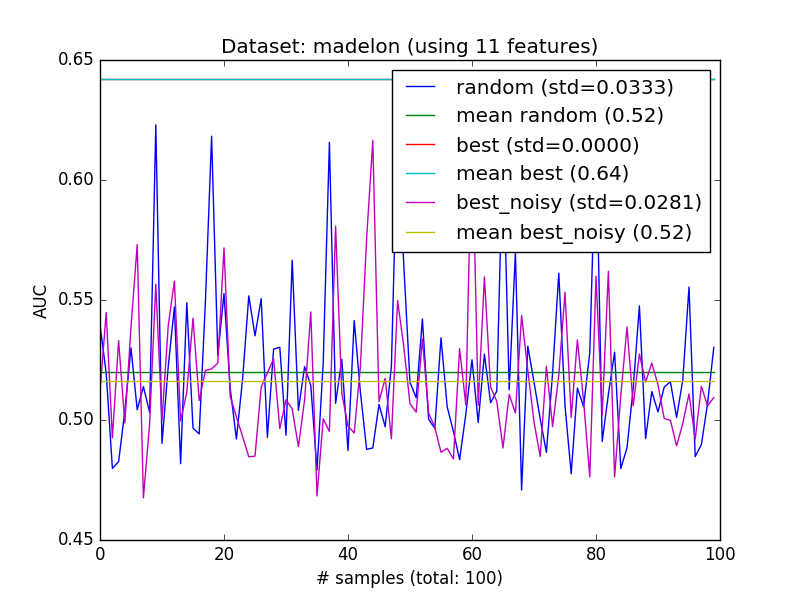 Dataset: madelon (using 11 features)
0.65
random (std=0.0333)
mean random (0.52)
best (std=0.0000)
mean best (0.64)
best_noisy (std=0.0281)
mean best_noisy (0.52)
0.60
0.55
AUC
0.50
0.45
0 20 40 60 80 100
# samples (total: 100)